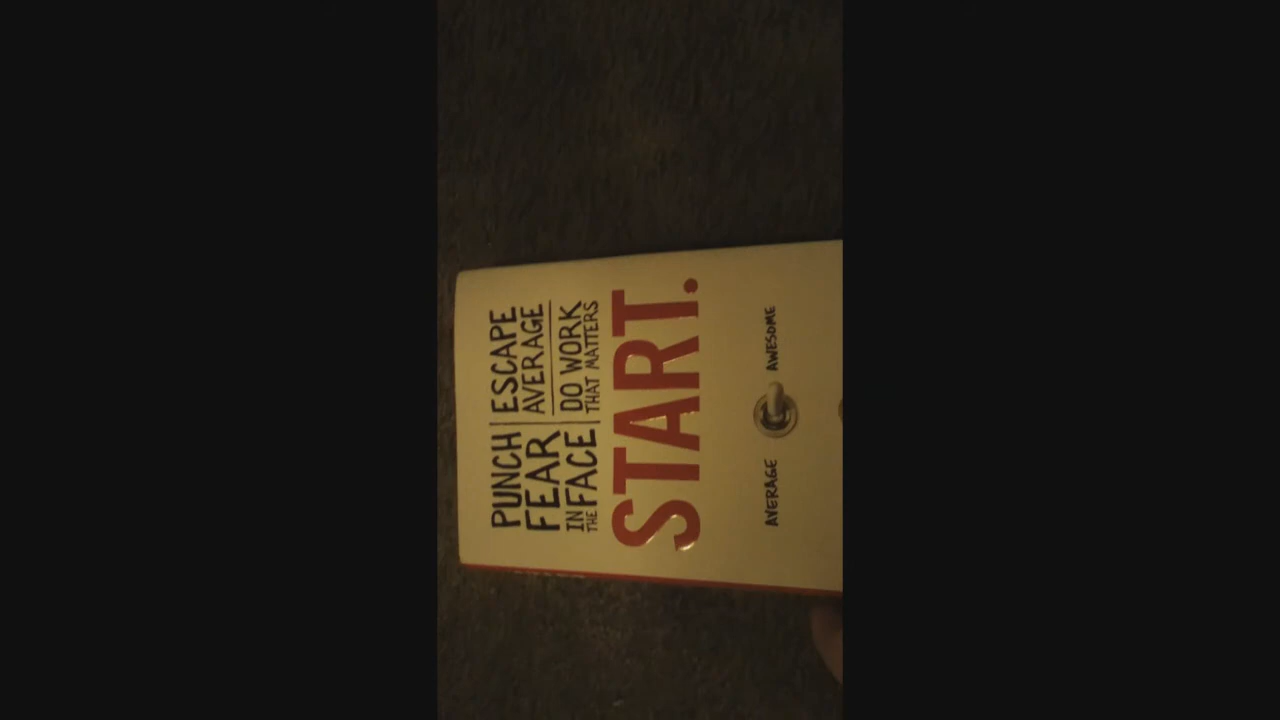 PUNCH
FEAR
IN THE FACE
ESCAPE
AVERAGE
DO WORK
THAT MATTERS
START.
AVERAGE
AWESOME